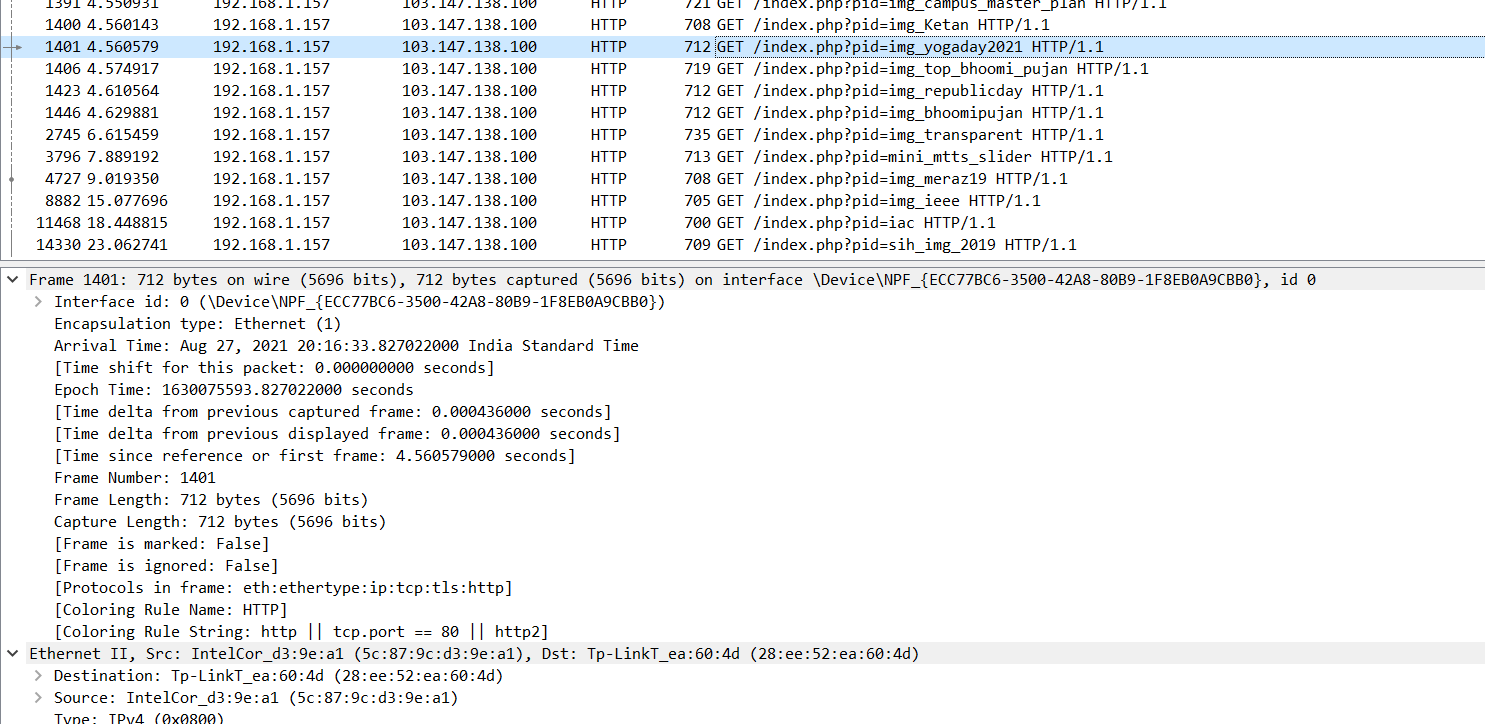 1391 4.550931 192.168.1.157 103.147.138.100 HTTP 721 GET /index.php?pid=img_campus_master_plan HTTP/1.1
1400 4.560143 192.168.1.157 103.147.138.100 HTTP 708 GET /index.php?pid=img_Ketan HTTP/1.1
1401 4.560579 192.168.1.157 103.147.138.100 HTTP 712 GET /index.php?pid=img_yogaday2021 HTTP/1.1
1406 4.574917 192.168.1.157 103.147.138.100 HTTP 719 GET /index.php?pid=img_top_bhoomi_pujan HTTP/1.1
1423 4.610564 192.168.1.157 103.147.138.100 HTTP 712 GET /index.php?pid=img_republicday HTTP/1.1
1446 4.629881 192.168.1.157 103.147.138.100 HTTP 712 GET /index.php?pid=img_bhoomipujan HTTP/1.1
2745 6.615459 192.168.1.157 103.147.138.100 HTTP 735 GET /index.php?pid=img_transparent HTTP/1.1
3796 7.889192 192.168.1.157 103.147.138.100 HTTP 713 GET /index.php?pid=mini_mtts_slider HTTP/1.1
4727 9.019350 192.168.1.157 103.147.138.100 HTTP 708 GET /index.php?pid=img_meraz19 HTTP/1.1
8882 15.077696 192.168.1.157 103.147.138.100 HTTP 705 GET /index.php?pid=img_ieee HTTP/1.1
11468 18.448815 192.168.1.157 103.147.138.100 HTTP 700 GET /index.php?pid=iac HTTP/1.1
14330 23.062741 192.168.1.157 103.147.138.100 HTTP 709 GET /index.php?pid=sih_img_2019 HTTP/1.1
Frame 1401: 712 bytes on wire (5696 bits), 712 bytes captured (5696 bits) on interface \Device\NPF_{ECC77BC6-3500-42A8-80B9-1F8EB0A9CBB0}, id 0
Interface id: 0 (\Device\NPF_{ECC77BC6-3500-42A8-80B9-1F8EB0A9CBB0})
Encapsulation type: Ethernet (1)
Arrival Time: Aug 27, 2021 20:16:33.827022000 India Standard Time
[Time shift for this packet: 0.000000000 seconds]
Epoch Time: 1630075593.827022000 seconds
[Time delta from previous captured frame: 0.000436000 seconds]
[Time delta from previous displayed frame: 0.000436000 seconds]
[Time since reference or first frame: 4.560579000 seconds]
Frame Number: 1401
Frame Length: 712 bytes (5696 bits)
Capture Length: 712 bytes (5696 bits)
[Frame is marked: False]
[Frame is ignored: False]
[Protocols in frame: eth:ethertype:ip:tcp:tls:http]
[Coloring Rule Name: HTTP]
[Coloring Rule String: http || tcp.port == 80 || http2]
Ethernet II, Src: IntelCor_d3:9e:a1 (5c:87:9c:d3:9e:a1), Dst: Tp-LinkT_ea:60:4d (28:ee:52:ea:60:4d)
Destination: Tp-LinkT_ea:60:4d (28:ee:52:ea:60:4d)
Source: IntelCor_d3:9e:a1 (5c:87:9c:d3:9e:a1)
Type: IPv4 (0x0800)